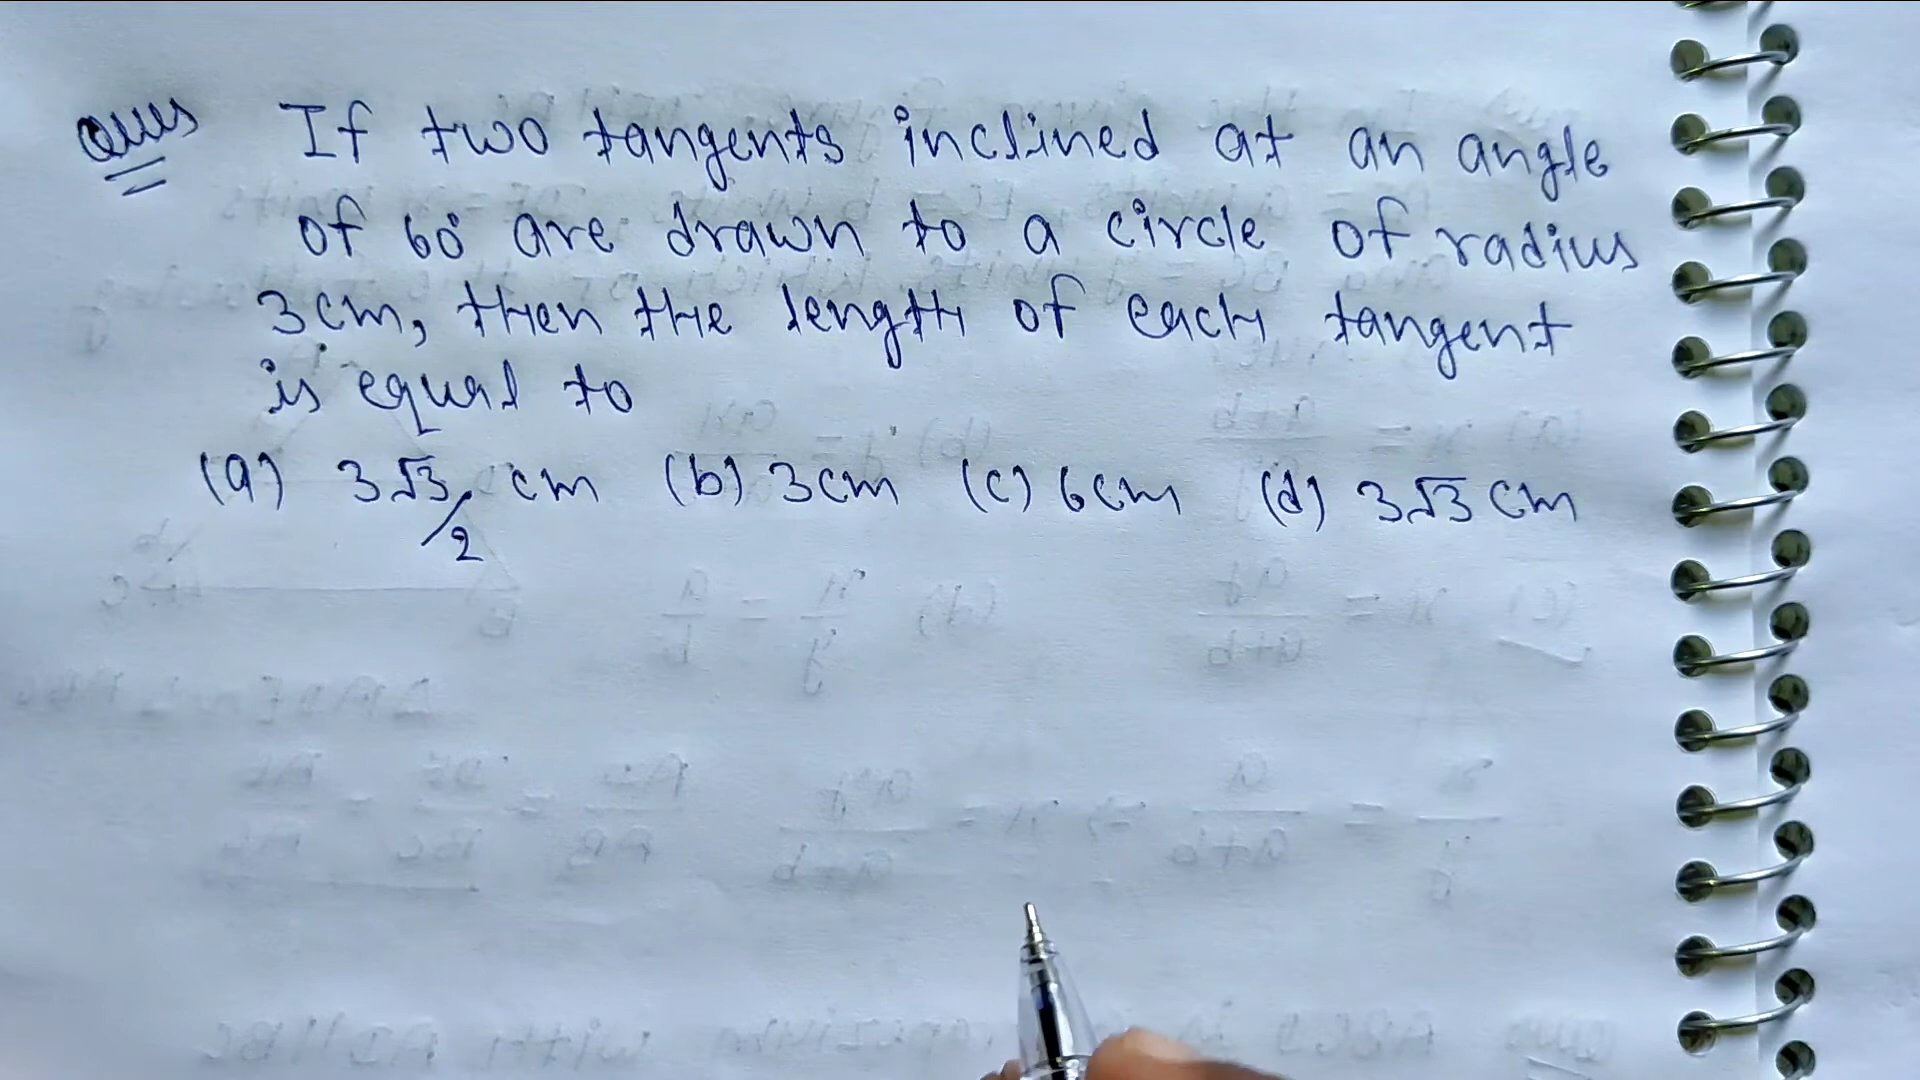 Ques If two tangents inclined at an angle
of 60° are drawn to a circle of radius
3cm, then the length of each tangent
is equal to
(a) 3√3/2 cm (b) 3cm (c) 6cm (d) 3√3 cm